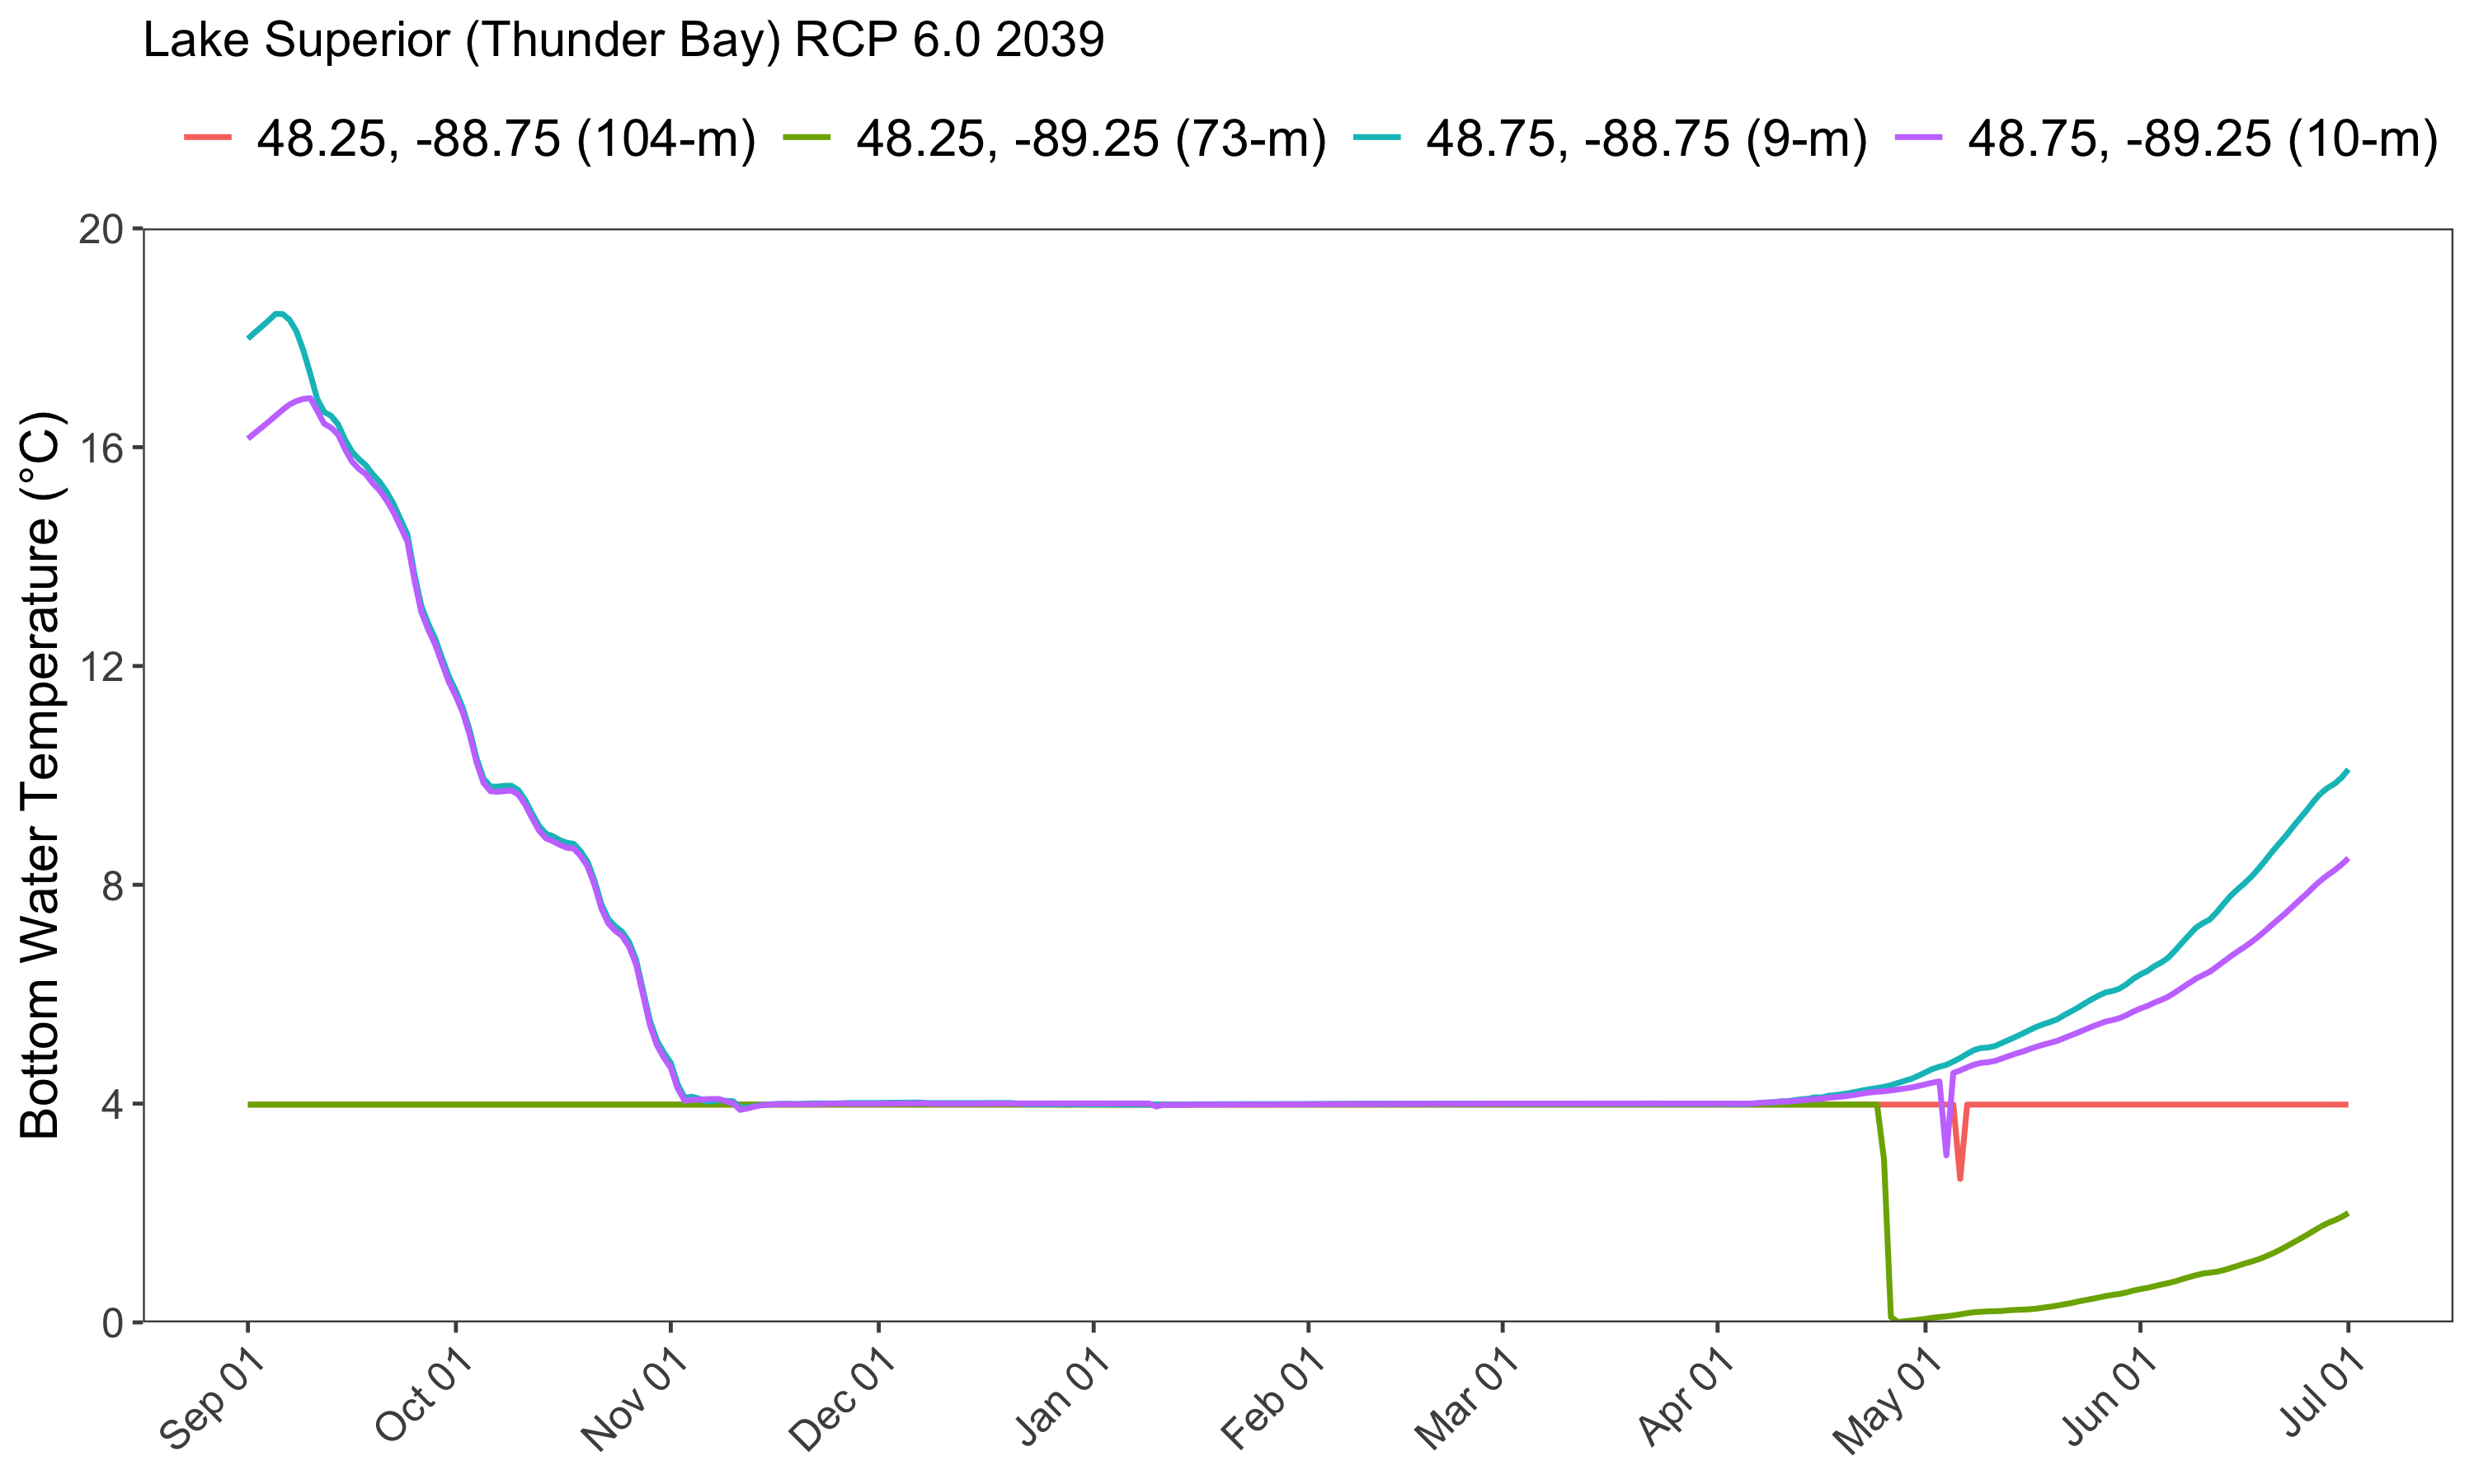 Lake Superior (Thunder Bay) RCP 6.0 2039
48.25, -88.75 (104-m) 48.25, -89.25 (73-m) 48.75, -88.75 (9-m) 48.75, -89.25 (10-m)
Bottom Water Temperature (°C)
20
16
12
8
4
0
Sep 01 Oct 01 Nov 01 Dec 01 Jan 01 Feb 01 Mar 01 Apr 01 May 01 Jun 01 Jul 01